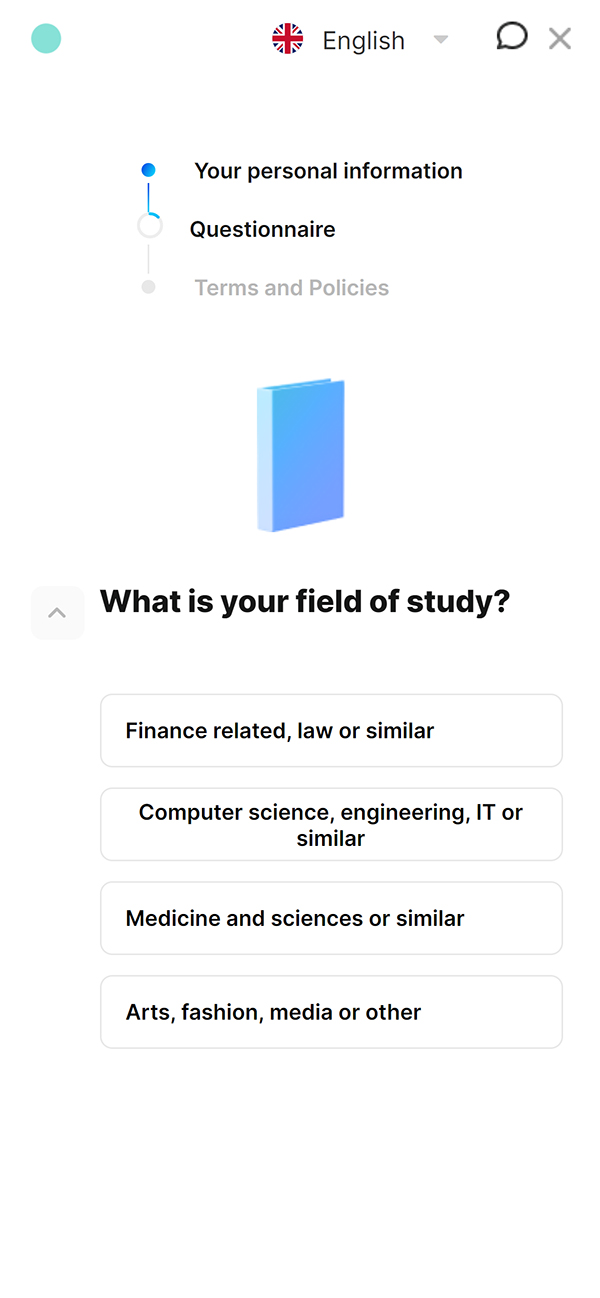 English
Your personal information
Questionnaire
Terms and Policies
What is your field of study?
Finance related, law or similar
Computer science, engineering, IT or
similar
Medicine and sciences or similar
Arts, fashion, media or other